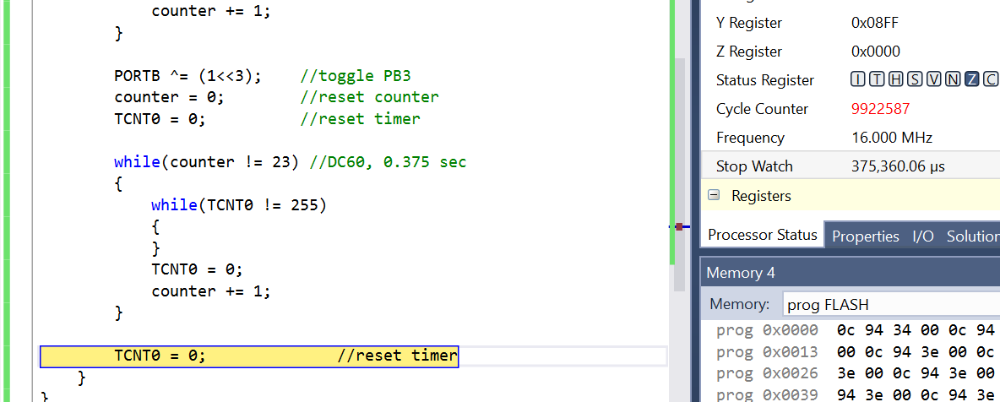 counter += 1;
}
PORTB ^= (1<<3);    //toggle PB3
counter = 0;        //reset counter
TCNT0 = 0;          //reset timer
while(counter != 23) //DC60, 0.375 sec
{
while(TCNT0 != 255)
{
}
TCNT0 = 0;
counter += 1;
}
TCNT0 = 0;              //reset timer
}
}
Y Register 0x08FF
Z Register 0x0000
Status Register I T H S V N Z C
Cycle Counter 9922587
Frequency 16.000 MHz
Stop Watch 375,360.06 µs
Registers
Processor Status Properties I/O Solution
Memory 4
Memory: prog FLASH
prog 0x0000 0c 94 34 00 0c 94
prog 0x0013 00 0c 94 3e 00 0c
prog 0x0026 3e 00 0c 94 3e 00
prog 0x0039 94 3e 00 0c 94 3e